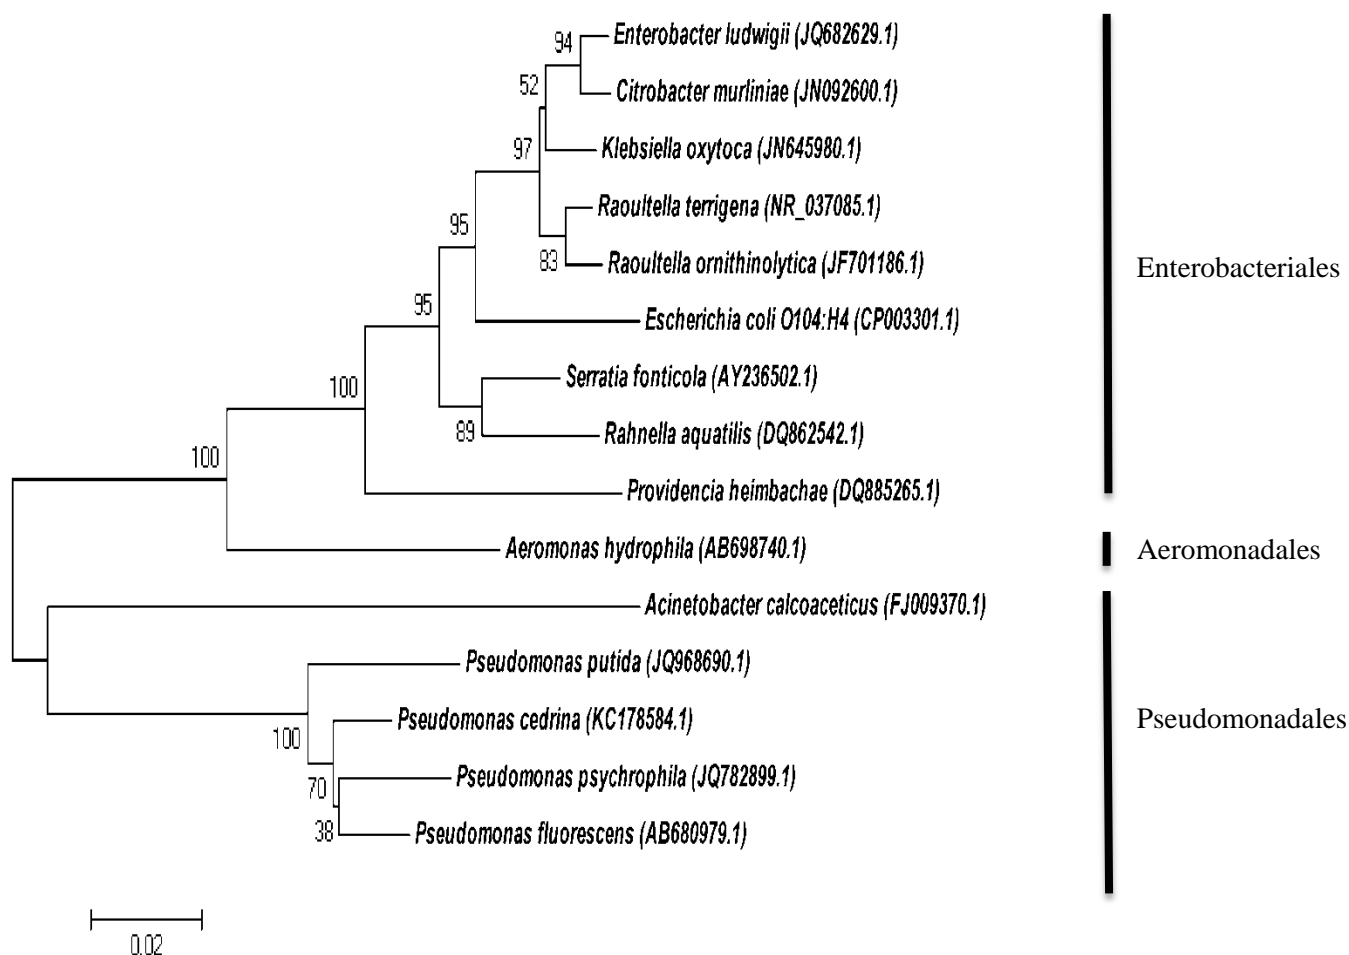 94
Enterobacter ludwigii (JQ682629.1)
52
Citrobacter murliniae (JN092600.1)
97
Klebsiella oxytoca (JN645980.1)
95
Raoultella terrigena (NR_037085.1)
83
Raoultella ornithinolytica (JF701186.1)
Enterobacteriales
95
Escherichia coli O104:H4 (CP003301.1)
100
Serratia fonticola (AY236502.1)
89
Rahnella aquatilis (DQ862542.1)
100
Providencia heimbachae (DQ885265.1)
Aeromonas hydrophila (AB698740.1)
Aeromonadales
Acinetobacter calcoaceticus (FJ009370.1)
Pseudomonas putida (JQ968690.1)
100
Pseudomonas cedrina (KC178584.1)
Pseudomonadales
70
Pseudomonas psychrophila (JQ782899.1)
38
Pseudomonas fluorescens (AB680979.1)
0.02